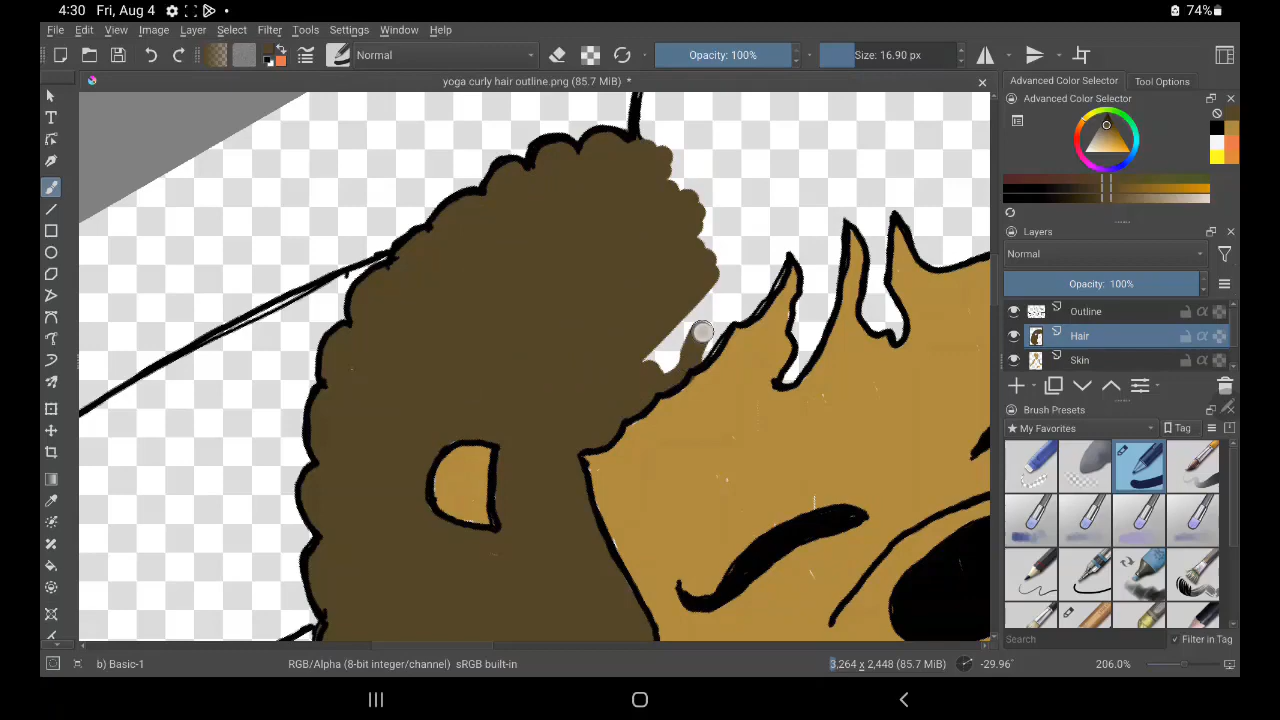 4:30 Fri, Aug 4
74%
File Edit View Image Layer Select Filter Tools Settings Window Help
Normal
Opacity: 100%
Size: 16.90 px
yoga curly hair outline.png (85.7 MiB) *
Advanced Color Selector
Tool Options
Advanced Color Selector
Layers
Normal
Opacity: 100%
Outline
Hair
Skin
Brush Presets
My Favorites
Tag
Search
Filter in Tag
b) Basic-1
RGB/Alpha (8-bit integer/channel) sRGB built-in
3,264 x 2,448 (85.7 MiB)
-29.96°
206.0%